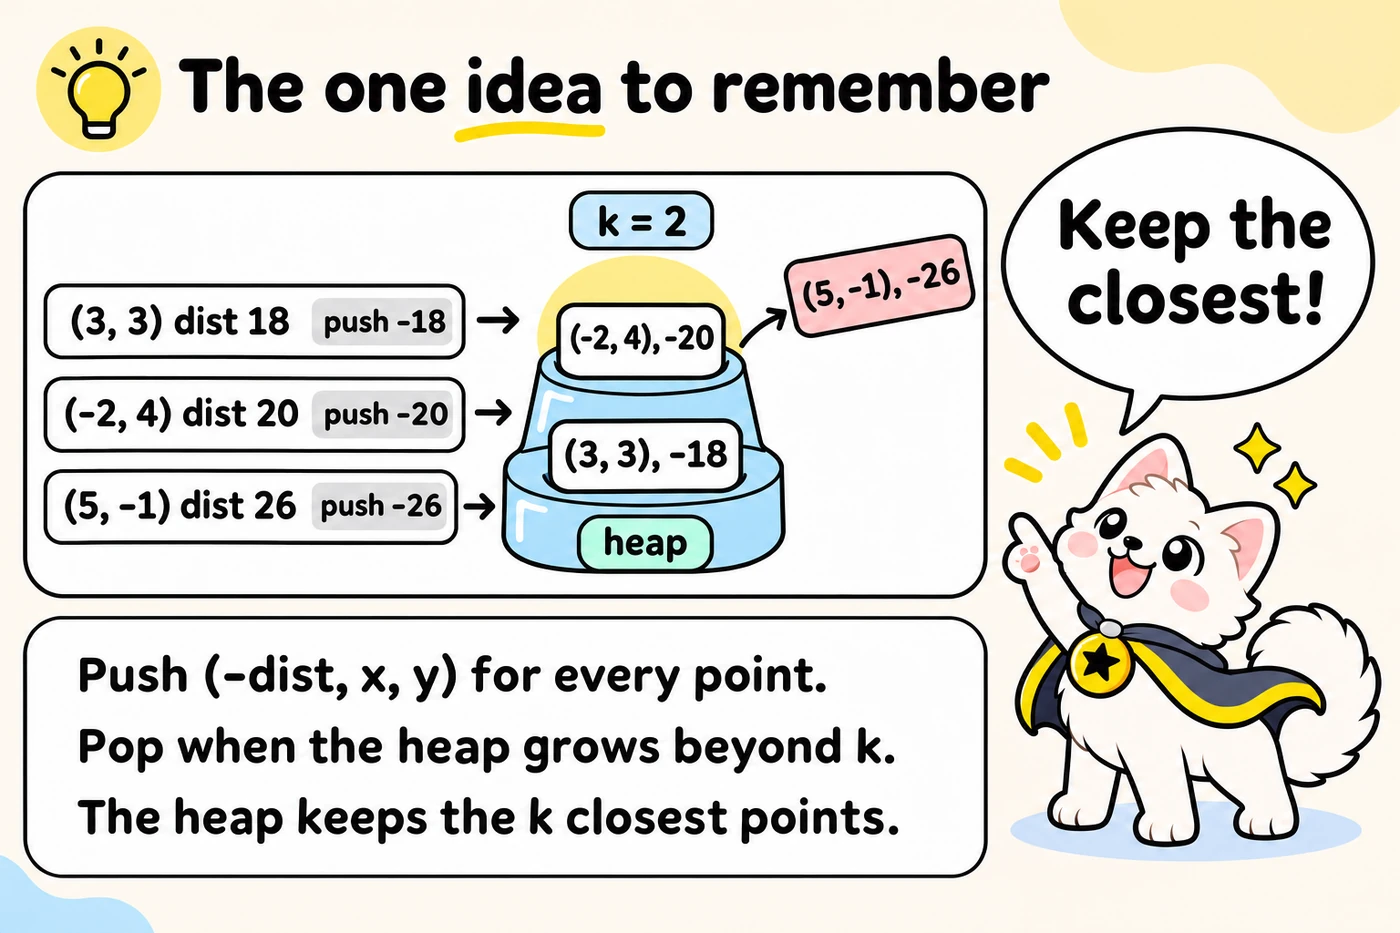 The one idea to remember
k = 2
(3, 3) dist 18 push -18
(-2, 4) dist 20 push -20
(5, -1) dist 26 push -26
(-2, 4), -20
(3, 3), -18
heap
(5, -1), -26
Keep the
closest!
Push (-dist, x, y) for every point.
Pop when the heap grows beyond k.
The heap keeps the k closest points.